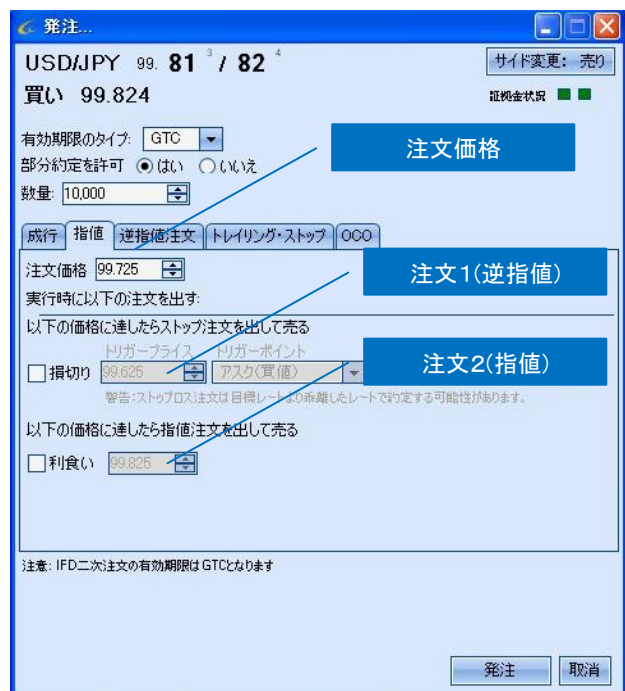 発注...
USD/JPY 99. 81 3 / 82 4
サイド変更: 売り
買い 99.824
証拠金状況
有効期限のタイプ: GTC
注文価格
部分約定を許可 はい いいえ
数量: 10,000
成行 指値 逆指値注文 トレイリング・ストップ OCO
注文価格 99.725
注文1(逆指値)
実行時に以下の注文を出す:
以下の価格に達したらストップ注文を出して売る
トリガープライス トリガーポイント
注文2(指値)
損切り 99.625 アスク(買値)
警告:ストップロス注文は目標レートより乖離したレートで約定する可能性があります。
以下の価格に達したら指値注文を出して売る
利食い 99.825
注意: IFD二次注文の有効期限はGTCとなります
発注 取消